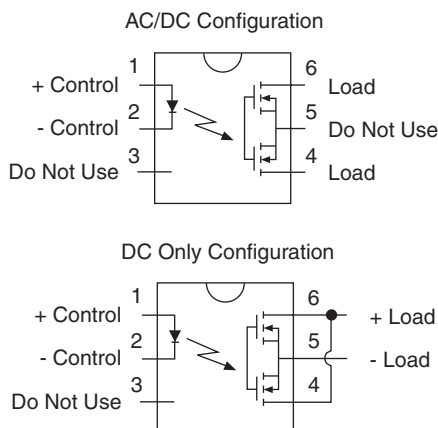 AC/DC Configuration
1
+ Control
2
- Control
3
Do Not Use
6
Load
5
Do Not Use
4
Load
DC Only Configuration
1
+ Control
2
- Control
3
Do Not Use
6
+ Load
5
- Load
4